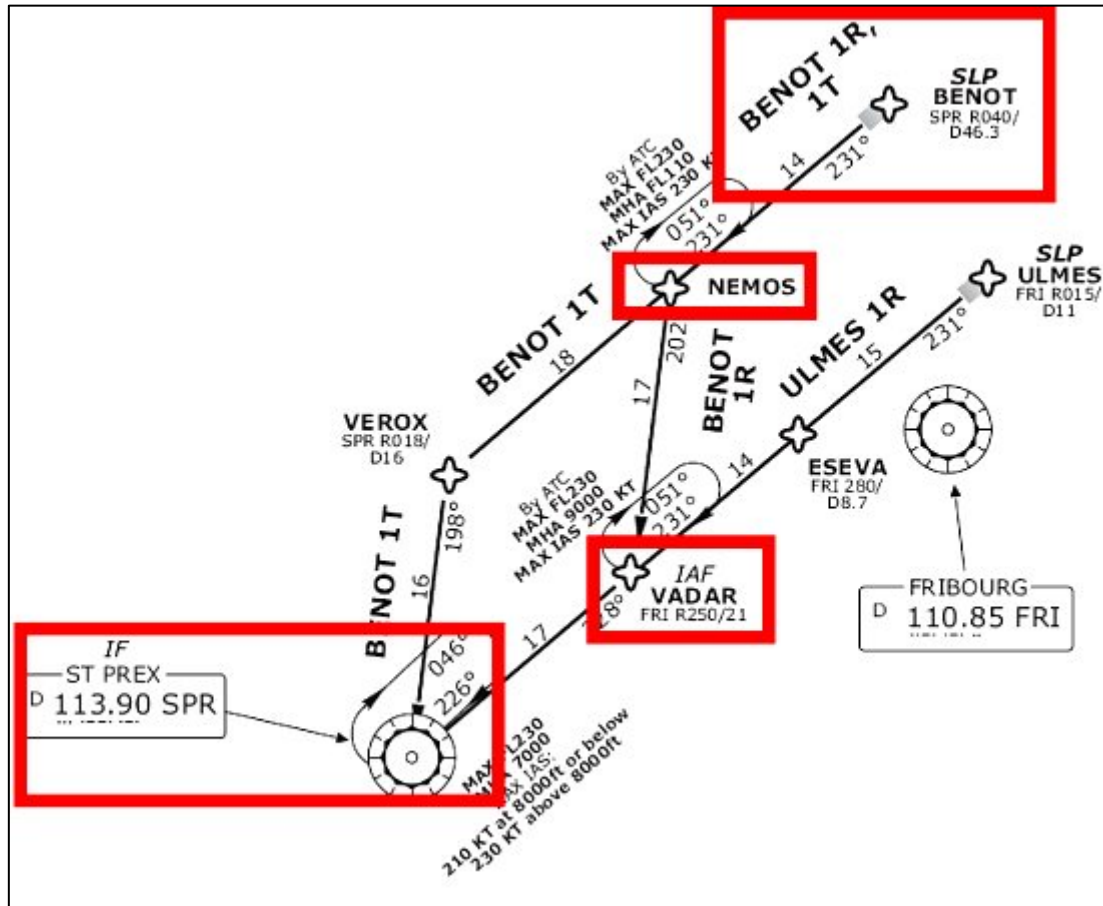 BENOT 1R,
1T
SLP
BENOT
SPR R040/
D46.3
14
231°
By ATC
MAX FL230
MHA FL110
MAX IAS 230
051°
231°
NEMOS
SLP
ULMES
FRI R015/
D11
231°
15
ULMES 1R
BENOT 1T
18
202
17
BENOT
1R
VEROX
SPR R018/
D16
ESEVA
FRI 280/
D8.7
14
By ATC
MAX FL230
MHA 9000
MAX IAS 230 KT
051°
231°
198°
BENOT 1T
16
IAF
VADAR
FRI R250/21
FRIBOURG
D 110.85 FRI
17
IF
ST PREX
D 113.90 SPR
046°
226°
MAX FL230
7000
IAS:
210 KT at 8000ft or below
230 KT above 8000ft